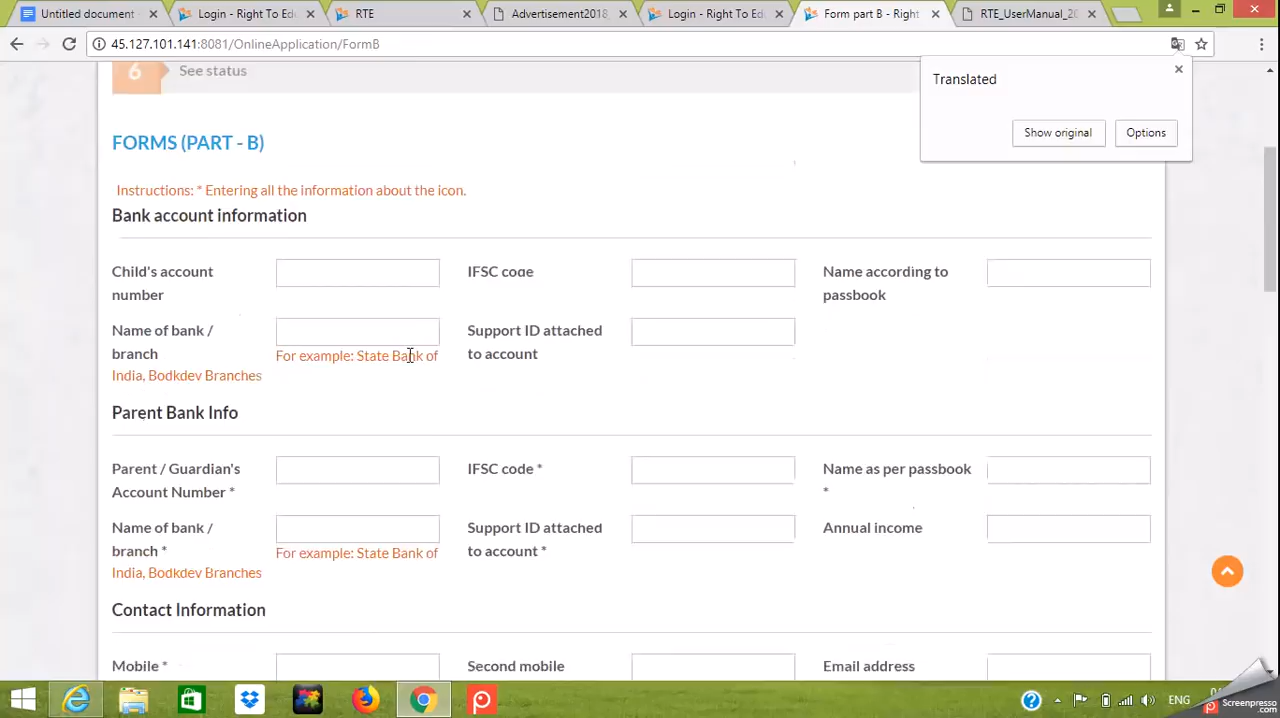 Untitled document
Login - Right To Ed
RTE
Advertisement2018_
Login - Right To Ed
Form part B - Right
RTE_UserManual_20
45.127.101.141:8081/OnlineApplication/FormB
Translated
Show original
Options
6 See status
FORMS (PART - B)
Instructions: * Entering all the information about the icon.
Bank account information
Child's account number
IFSC code
Name according to passbook
Name of bank / branch
For example: State Bank of India, Bodkdev Branches
Support ID attached to account
Parent Bank Info
Parent / Guardian's Account Number *
IFSC code *
Name as per passbook *
Name of bank / branch *
For example: State Bank of India, Bodkdev Branches
Support ID attached to account *
Annual income
Contact Information
Mobile *
Second mobile
Email address
ENG
Screenpresso
.com